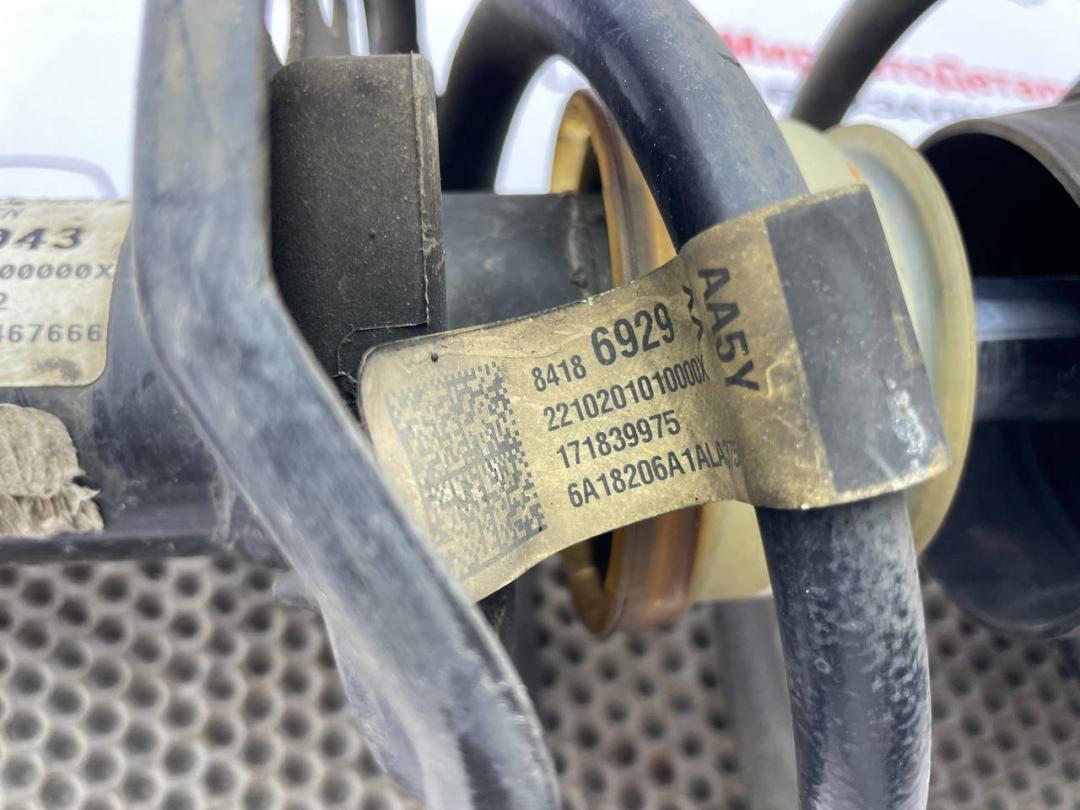 943
00000X
2
467666
8418 6929
2210201010000X
171839975
6A18206A1ALA
AA5Y